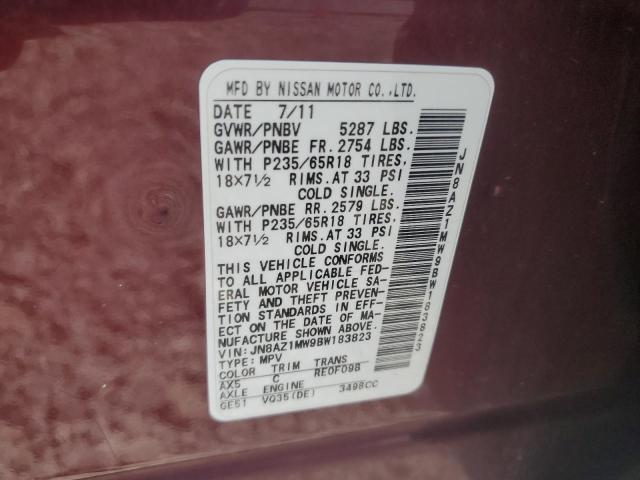 MFD BY NISSAN MOTOR CO.,LTD.
DATE 7/11
GVWR/PNBV 5287 LBS.
GAWR/PNBE FR. 2754 LBS.
WITH P235/65R18 TIRES,
18X7½ RIMS. AT 33 PSI
COLD SINGLE.
GAWR/PNBE RR. 2579 LBS.
WITH P235/65R18 TIRES,
18X7½ RIMS. AT 33 PSI
COLD SINGLE.
THIS VEHICLE CONFORMS
TO ALL APPLICABLE FED-
ERAL MOTOR VEHICLE SA-
FETY AND THEFT PREVEN-
TION STANDARDS IN EFF-
ECT ON THE DATE OF MA-
NUFACTURE SHOWN ABOVE.
VIN: JN8AZ1MW9BW183823
TYPE: MPV
COLOR TRIM TRANS
AX5 C RE0F09B
AXLE ENGINE
GE51 VQ35(DE) 3498CC
JN8AZ1MW9BW183823